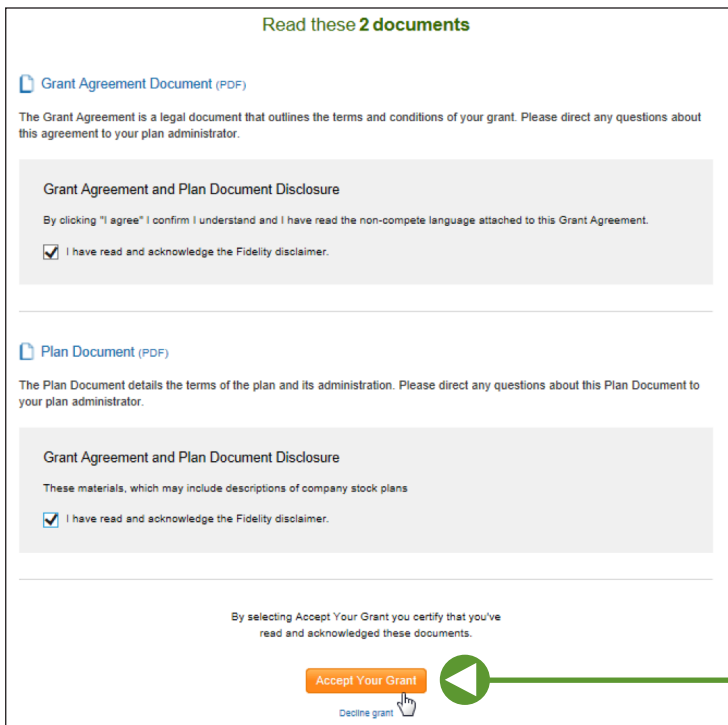 Read these 2 documents
Grant Agreement Document (PDF)
The Grant Agreement is a legal document that outlines the terms and conditions of your grant. Please direct any questions about
this agreement to your plan administrator.
Grant Agreement and Plan Document Disclosure
By clicking "I agree" I confirm I understand and I have read the non-compete language attached to this Grant Agreement.
I have read and acknowledge the Fidelity disclaimer.
Plan Document (PDF)
The Plan Document details the terms of the plan and its administration. Please direct any questions about this Plan Document to
your plan administrator.
Grant Agreement and Plan Document Disclosure
These materials, which may include descriptions of company stock plans
I have read and acknowledge the Fidelity disclaimer.
By selecting Accept Your Grant you certify that you've
read and acknowledged these documents.
Accept Your Grant
Decline grant